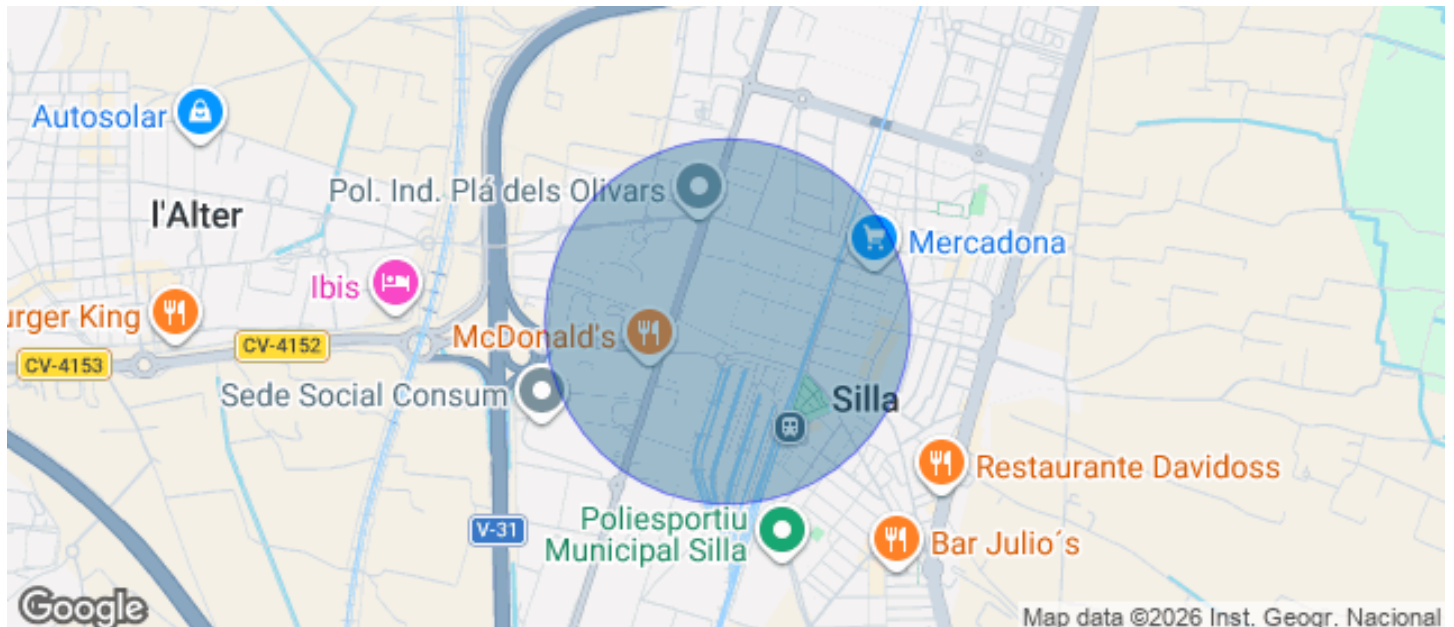 Autosolar
Pol. Ind. Plá dels Olivars
l'Alter
Mercadona
Ibis
urger King
McDonald's
CV-4152
CV-4153
Sede Social Consum
Silla
Restaurante Davidoss
V-31
Poliesportiu
Municipal Silla
Bar Julio´s
Google
Map data ©2026 Inst. Geogr. Nacional